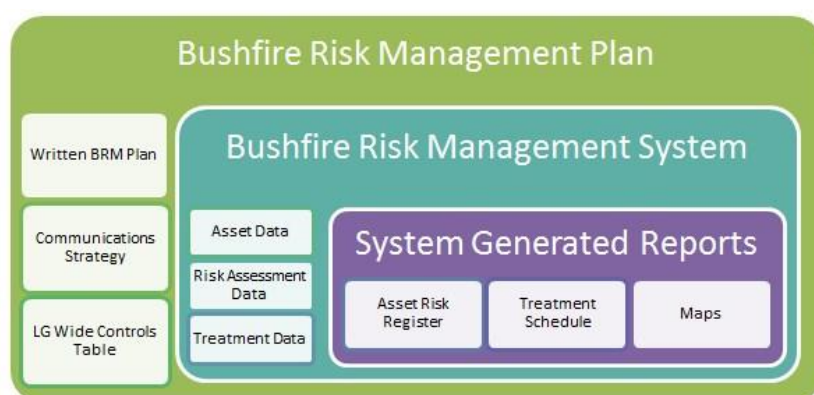 Bushfire Risk Management Plan
Written BRM Plan
Communications
Strategy
LG Wide Controls
Table
Bushfire Risk Management System
Asset Data
Risk Assessment
Data
Treatment Data
System Generated Reports
Asset Risk
Register
Treatment
Schedule
Maps